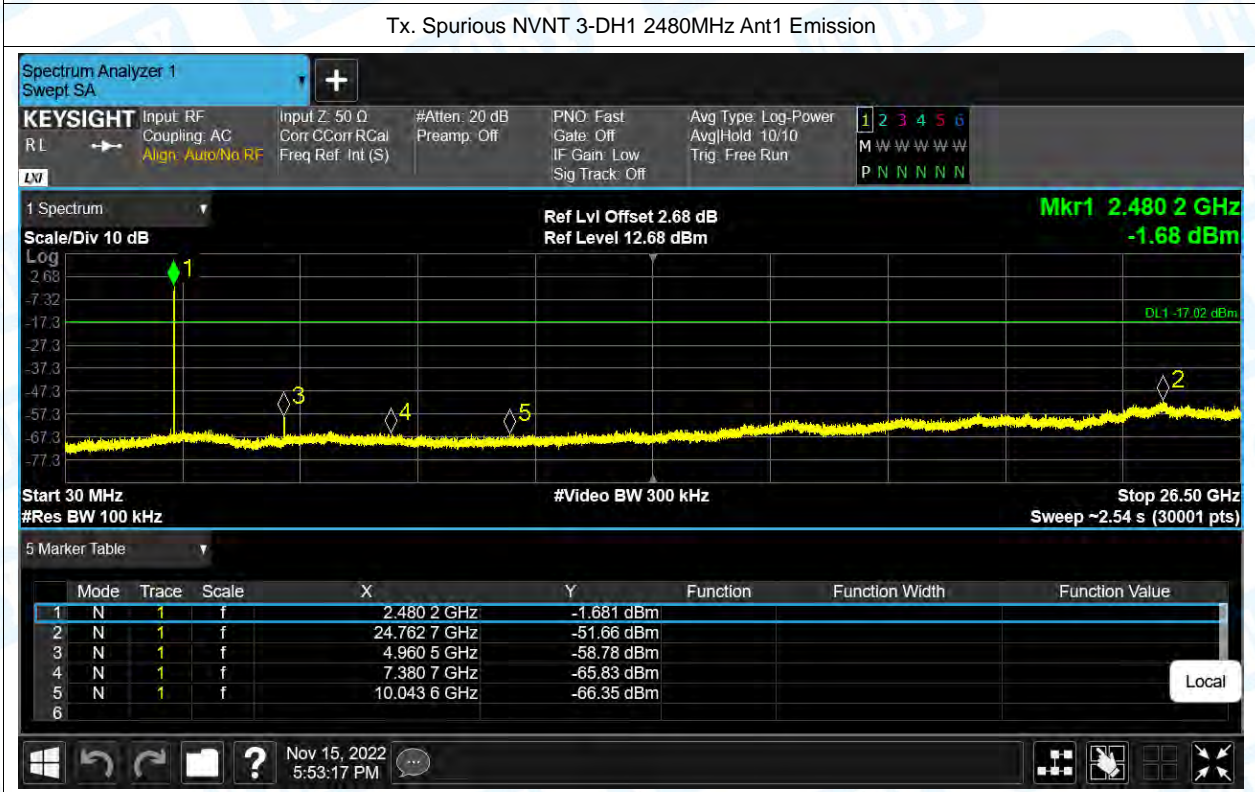 Tx. Spurious NVNT 3-DH1 2480MHz Ant1 Emission
Spectrum Analyzer 1
Swept SA
+
KEYSIGHT
R L
LXI
Input: RF
Coupling: AC
Align: Auto/No RF
Input Z: 50 Ω
Corr CCorr RCal
Freq Ref: Int (S)
#Atten: 20 dB
Preamp: Off
PNO: Fast
Gate: Off
IF Gain: Low
Sig Track: Off
Avg Type: Log-Power
Avg|Hold: 10/10
Trig: Free Run
1 2 3 4 5 6
M W W W W W
P N N N N N
1 Spectrum
Scale/Div 10 dB
Ref Lvl Offset 2.68 dB
Ref Level 12.68 dBm
Mkr1 2.480 2 GHz
-1.68 dBm
Log
2.68
-7.32
-17.3
-27.3
-37.3
-47.3
-57.3
-67.3
-77.3
1
3
4
5
2
DL1 -17.02 dBm
Start 30 MHz
#Res BW 100 kHz
#Video BW 300 kHz
Stop 26.50 GHz
Sweep ~2.54 s (30001 pts)
5 Marker Table
Mode Trace Scale X Y Function Function Width Function Value
1 N 1 f 2.480 2 GHz -1.681 dBm
2 N 1 f 24.762 7 GHz -51.66 dBm
3 N 1 f 4.960 5 GHz -58.78 dBm
4 N 1 f 7.380 7 GHz -65.83 dBm
5 N 1 f 10.043 6 GHz -66.35 dBm
6
Local
?
Nov 15, 2022
5:53:17 PM